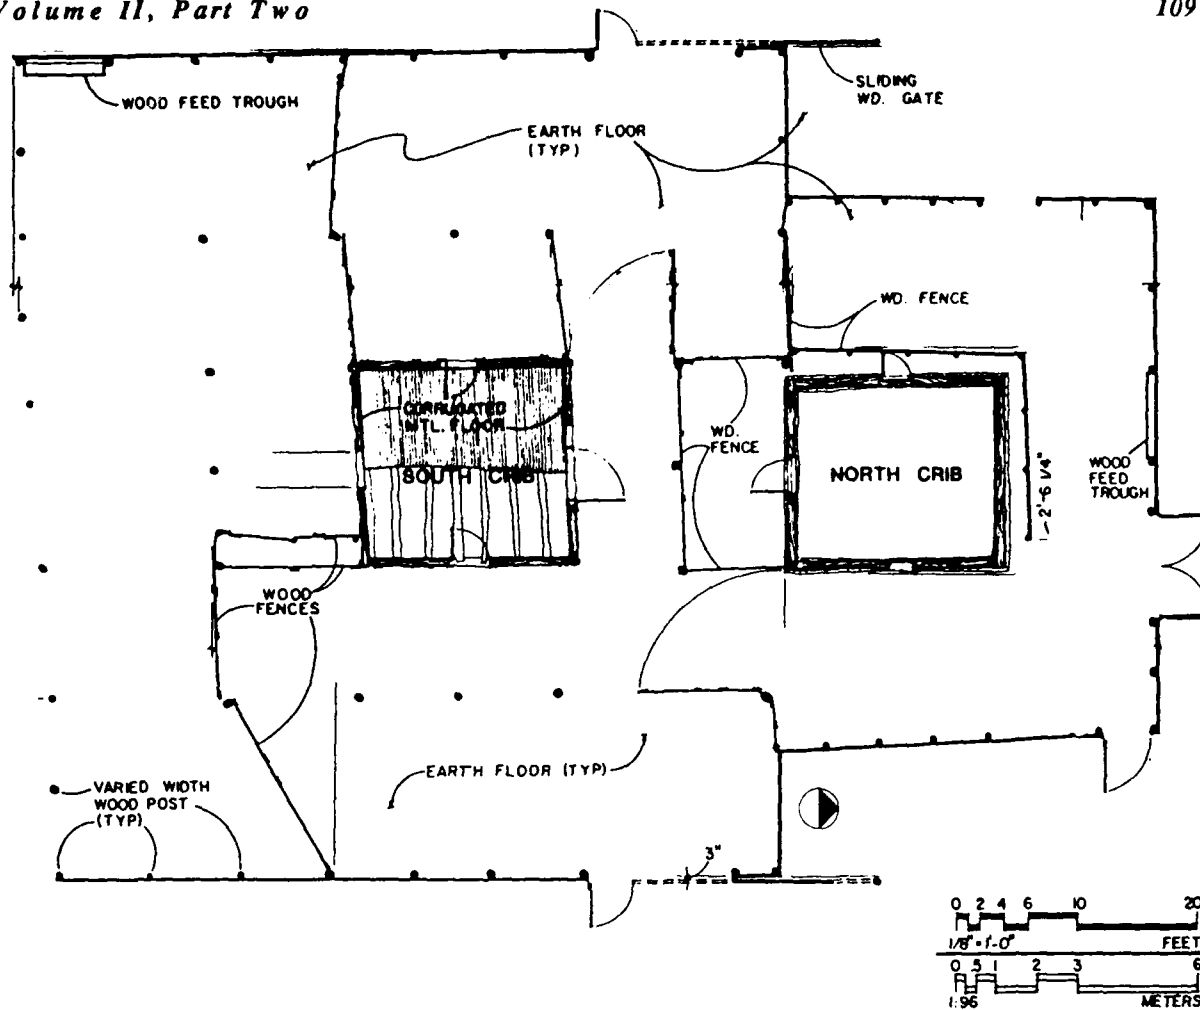 Volume II, Part Two
109
WOOD FEED TROUGH
SLIDING
WD. GATE
EARTH FLOOR
(TYP)
WD. FENCE
CORRUGATED
MTL. FLOOR
SOUTH CRIB
WD.
FENCE
NORTH CRIB
1-2'-6 1/4"
WOOD
FEED
TROUGH
WOOD
FENCES
EARTH FLOOR (TYP)
VARIED WIDTH
WOOD POST
(TYP)
3"
0 2 4 6 10 20
1/8" = 1'-0" FEET
0 .5 1 2 3 6
1:96 METERS